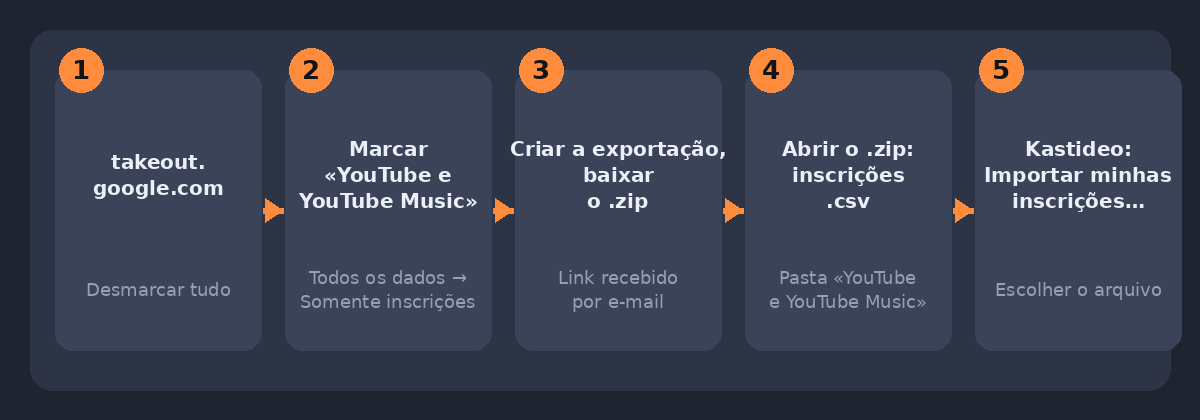 1
takeout.
google.com
Desmarcar tudo
2
Marcar
«YouTube e
YouTube Music»
Todos os dados →
Somente inscrições
3
Criar a exportação,
baixar
o .zip
Link recebido
por e-mail
4
Abrir o .zip:
inscrições
.csv
Pasta «YouTube
e YouTube Music»
5
Kastideo:
Importar minhas
inscrições…
Escolher o arquivo